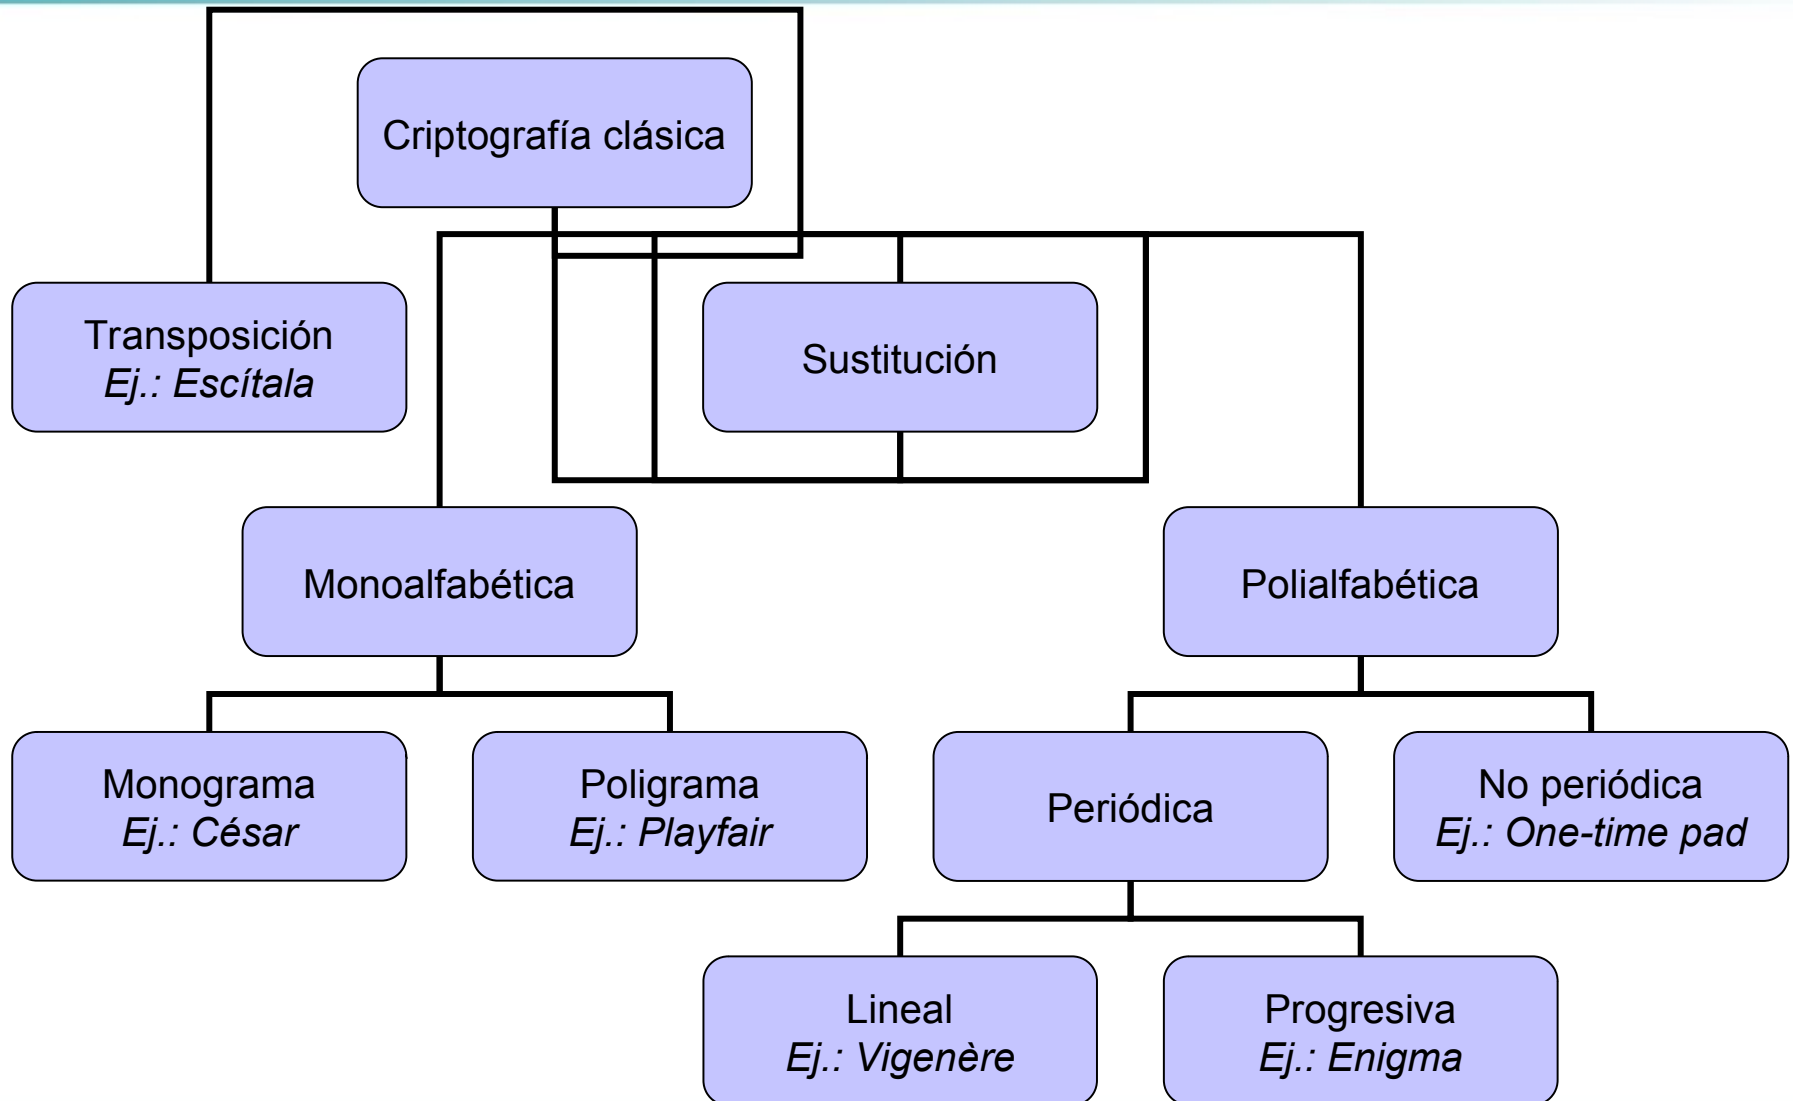 Criptografía clásica
Transposición
Ej.: Escítala
Sustitución
Monoalfabética
Polialfabética
Monograma
Ej.: César
Poligrama
Ej.: Playfair
Periódica
No periódica
Ej.: One-time pad
Lineal
Ej.: Vigenère
Progresiva
Ej.: Enigma